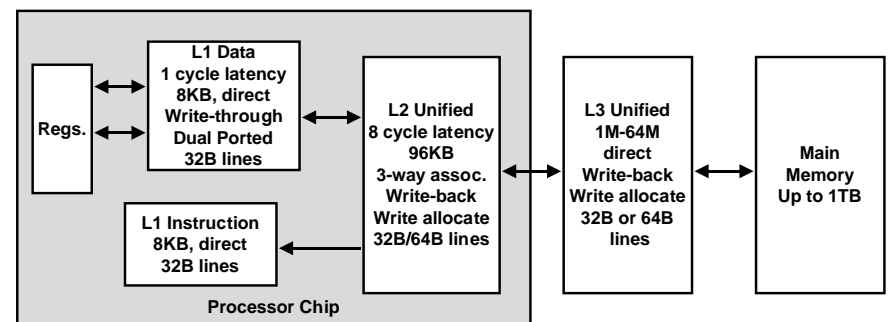 Regs.
L1 Data
1 cycle latency
8KB, direct
Write-through
Dual Ported
32B lines
L1 Instruction
8KB, direct
32B lines
L2 Unified
8 cycle latency
96KB
3-way assoc.
Write-back
Write allocate
32B/64B lines
L3 Unified
1M-64M
direct
Write-back
Write allocate
32B or 64B
lines
Main
Memory
Up to 1TB
Processor Chip